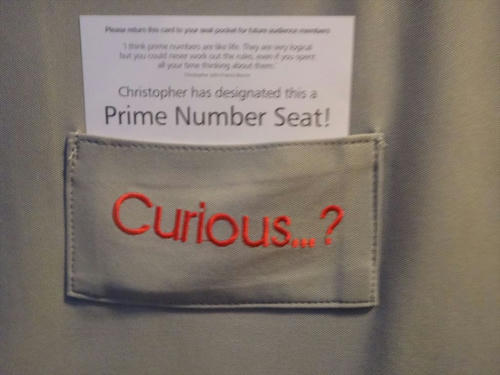 Please return this card to your seat pocket for future audience members
'I think prime numbers are like life. They are very logical
but you could never work out the rules, even if you spent
all your time thinking about them.'
Christopher has designated this a
Prime Number Seat!
Curious...?